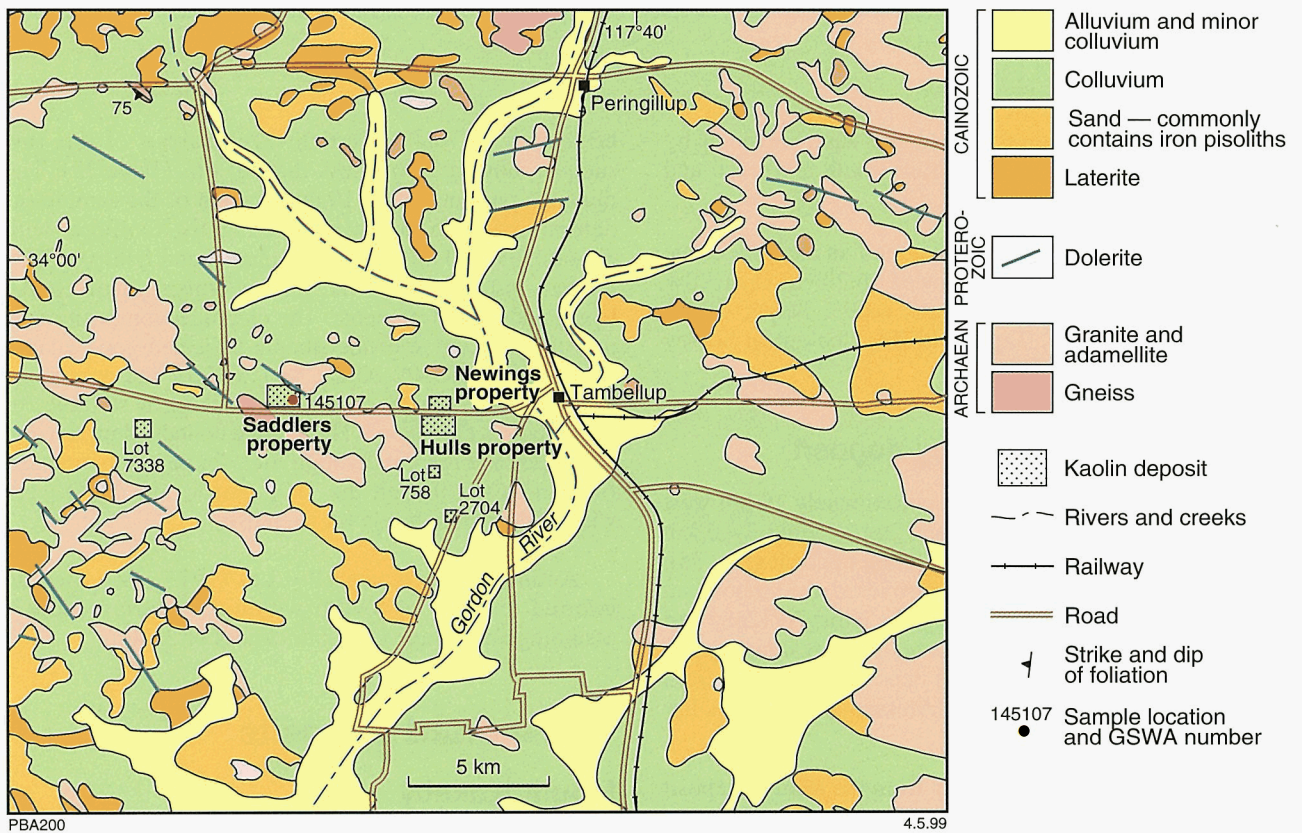 117°40'
Peringillup
75
34°00'
Newings
property
Tambellup
145107
Saddlers
property
Hulls property
Lot
7338
Lot
758
Lot
2704
Gordon
River
5 km
PBA200
4.5.99
CAINOZOIC
Alluvium and minor
colluvium
Colluvium
Sand — commonly
contains iron pisoliths
Laterite
PROTERO-
ZOIC
Dolerite
ARCHAEAN
Granite and
adamellite
Gneiss
Kaolin deposit
Rivers and creeks
Railway
Road
Strike and dip
of foliation
145107
Sample location
and GSWA number